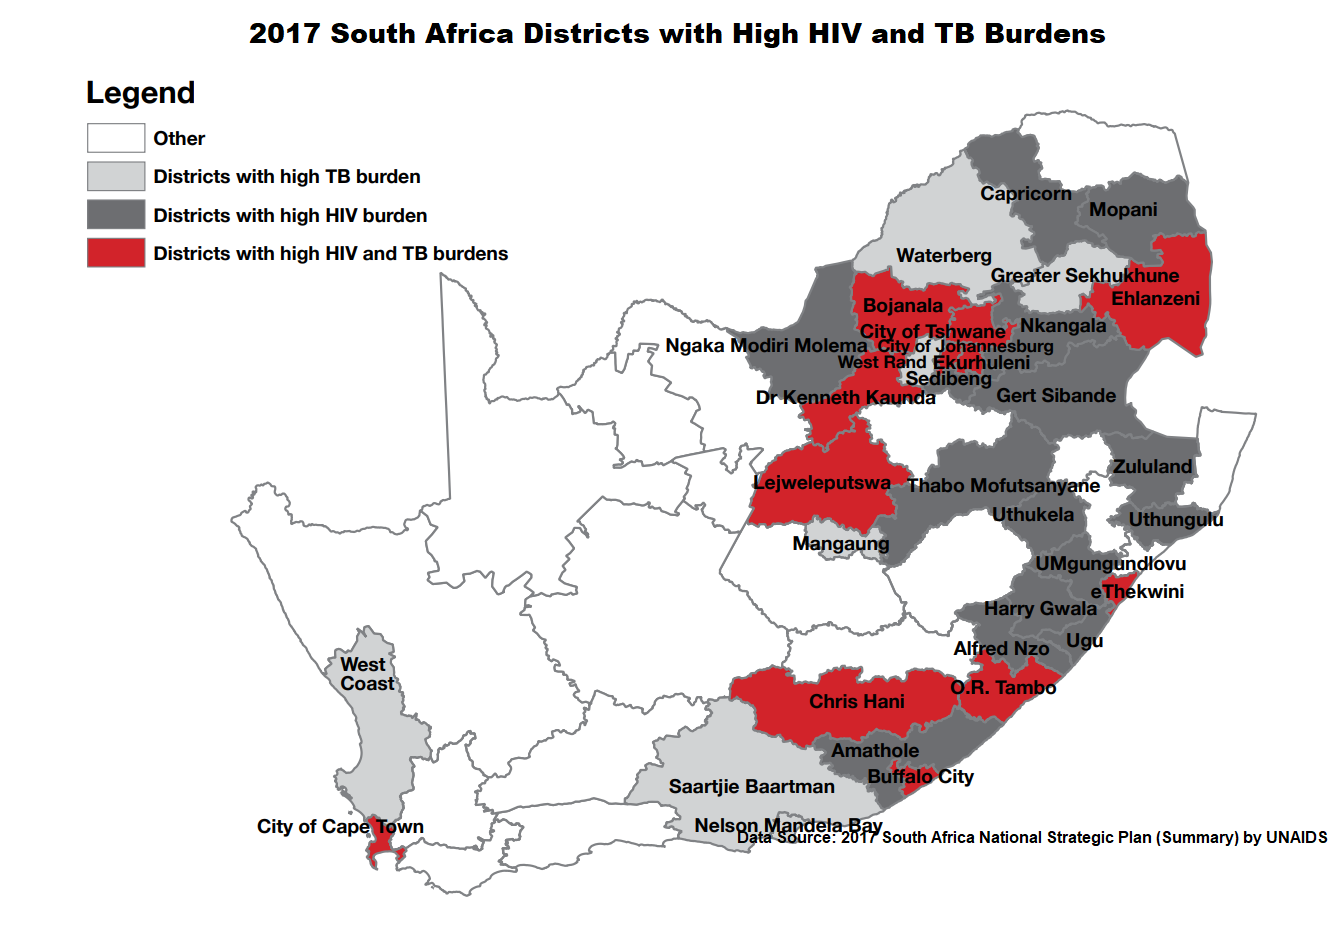 2017 South Africa Districts with High HIV and TB Burdens
Legend
Other
Districts with high TB burden
Districts with high HIV burden
Districts with high HIV and TB burdens
Capricorn
Mopani
Waterberg
Greater Sekhukhune
Ehlanzeni
Bojanala
Nkangala
City of Tshwane
Ngaka Modiri Molema
City of Johannesburg
West Rand
Ekurhuleni
Sedibeng
Dr Kenneth Kaunda
Gert Sibande
Zululand
Lejweleputswa
Thabo Mofutsanyane
Uthukela
Uthungulu
Mangaung
UMgungundlovu
eThekwini
Harry Gwala
Ugu
Alfred Nzo
West
Coast
O.R. Tambo
Chris Hani
Amathole
Buffalo City
Saartjie Baartman
City of Cape Town
Nelson Mandela Bay
Data Source: 2017 South Africa National Strategic Plan (Summary) by UNAIDS